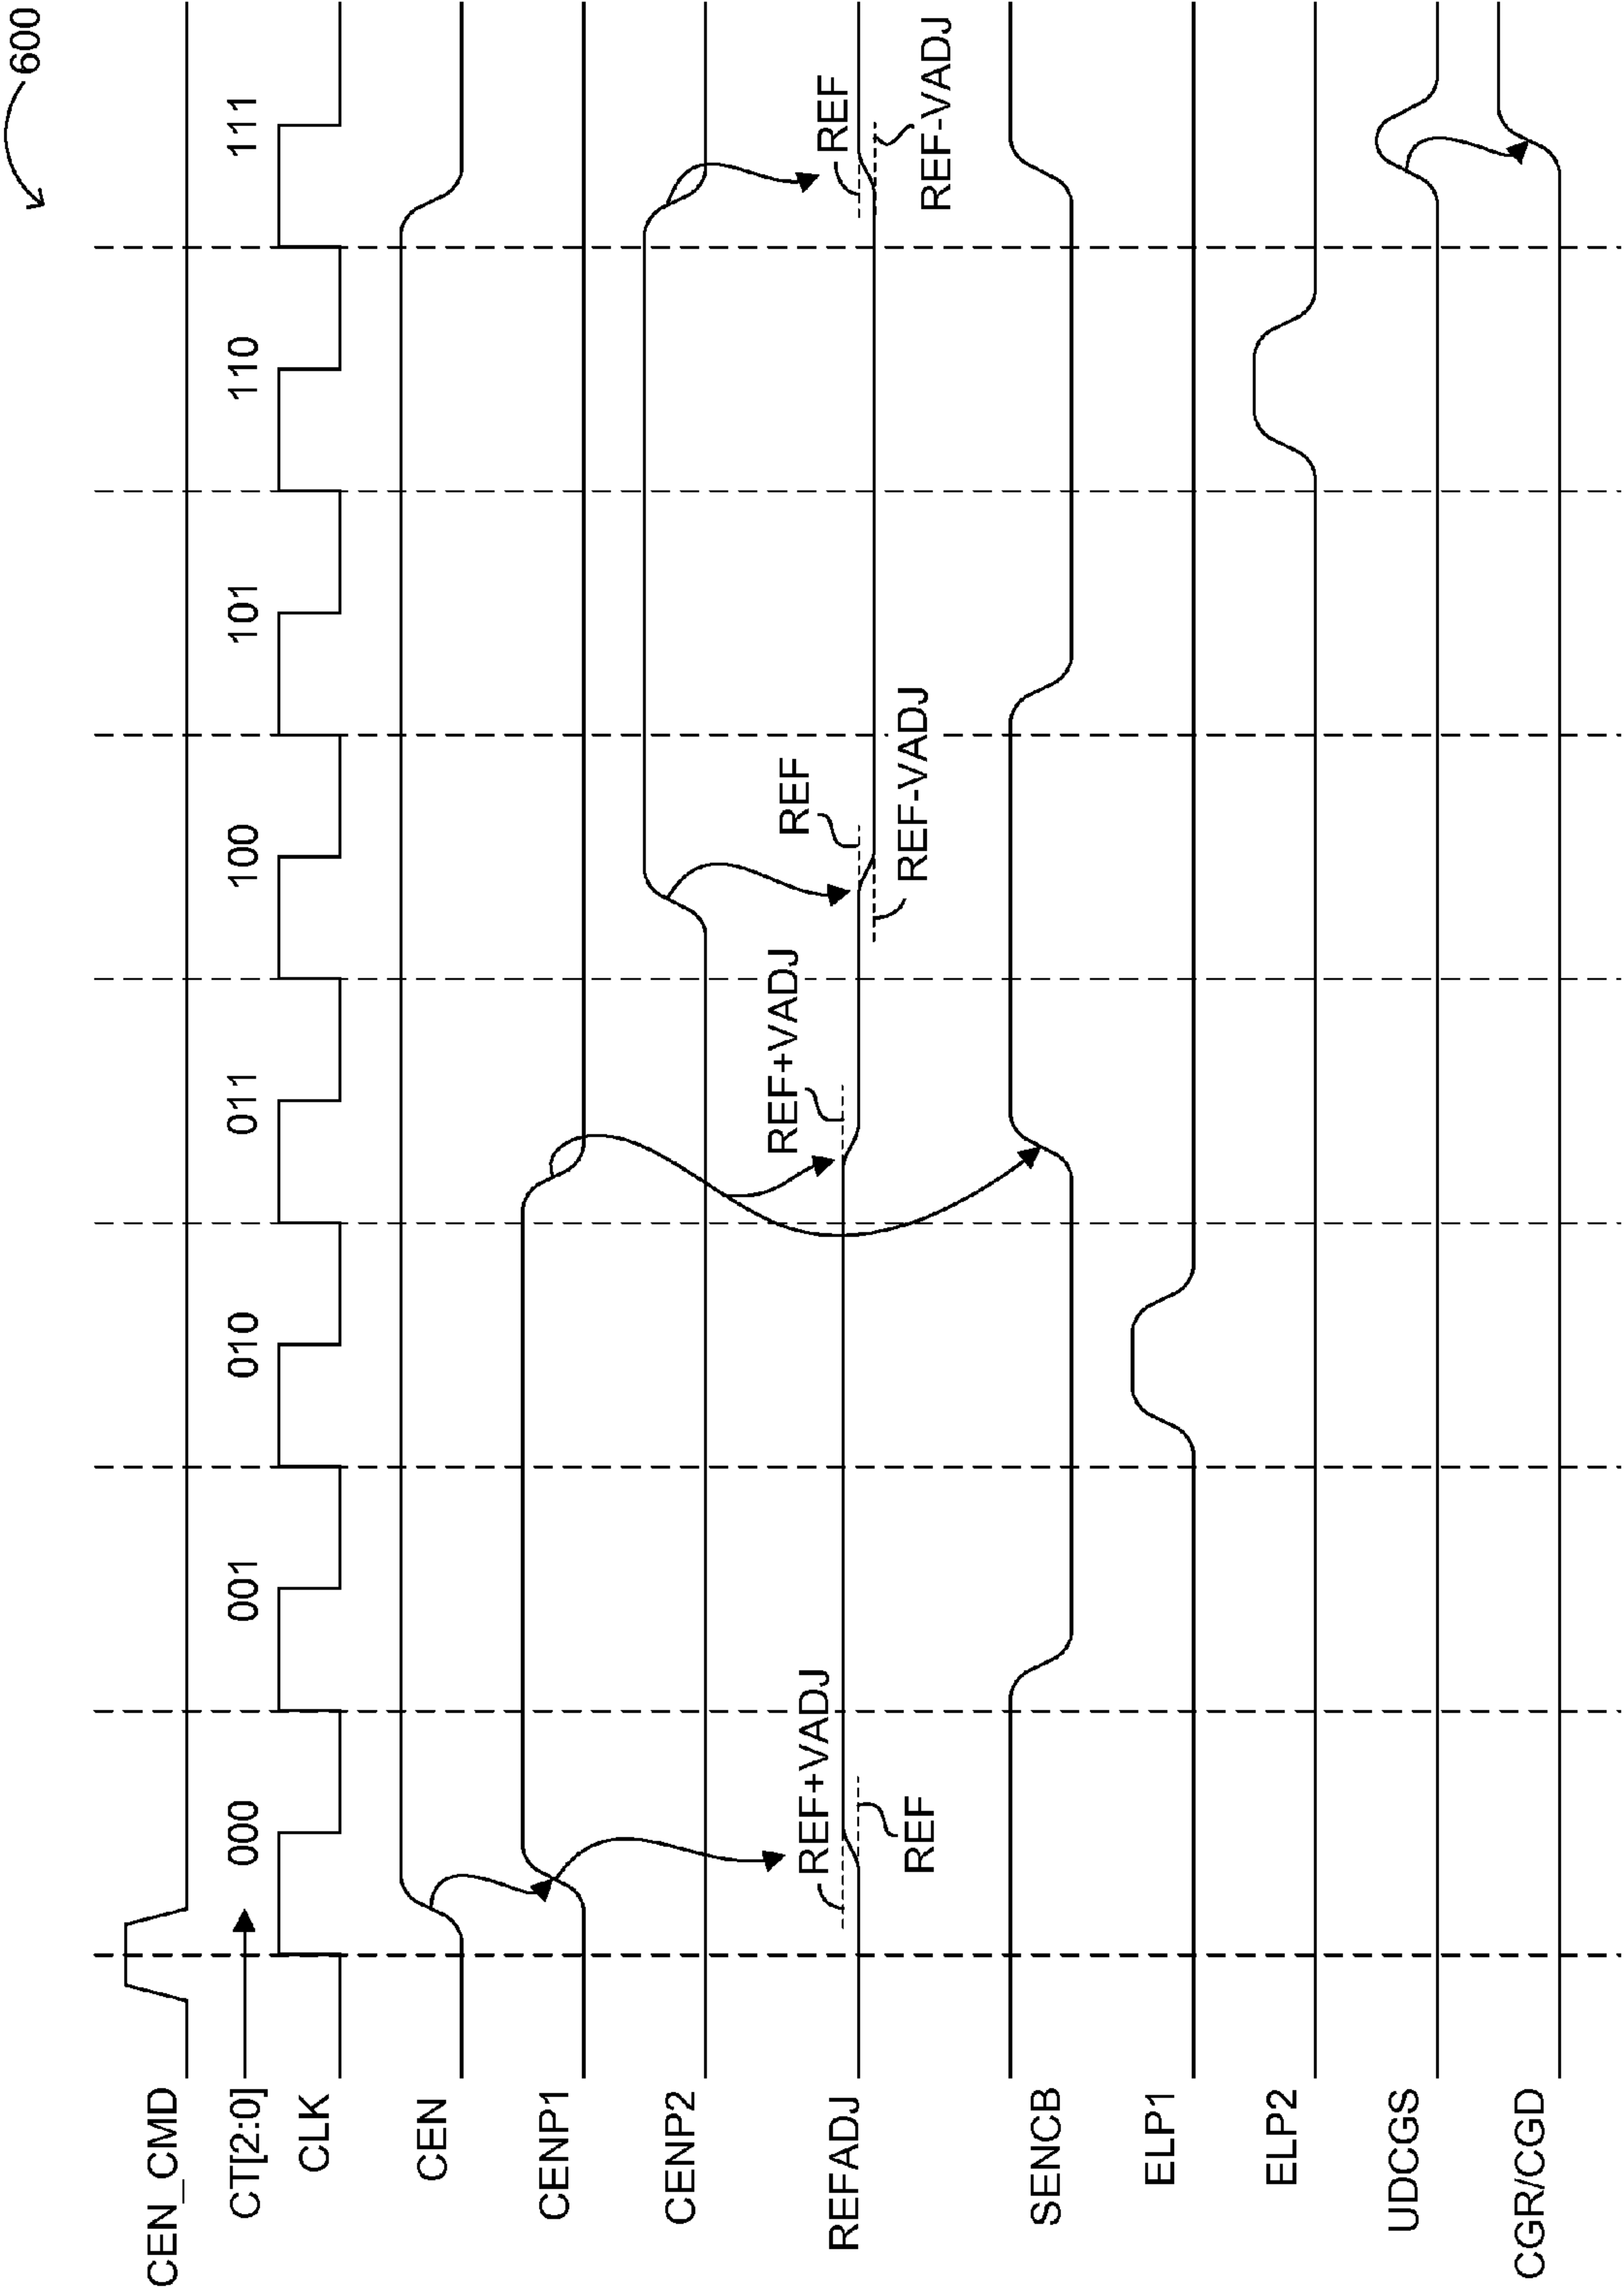 600
CEN_CMD
CT[2:0]
000
001
010
011
100
101
110
111
CLK
CEN
CENP1
CENP2
REF+VADJ
REF
REF+VADJ
REF
REF-VADJ
REF
REF-VADJ
REFADJ
SENCB
ELP1
ELP2
UDCGS
CGR/CGD